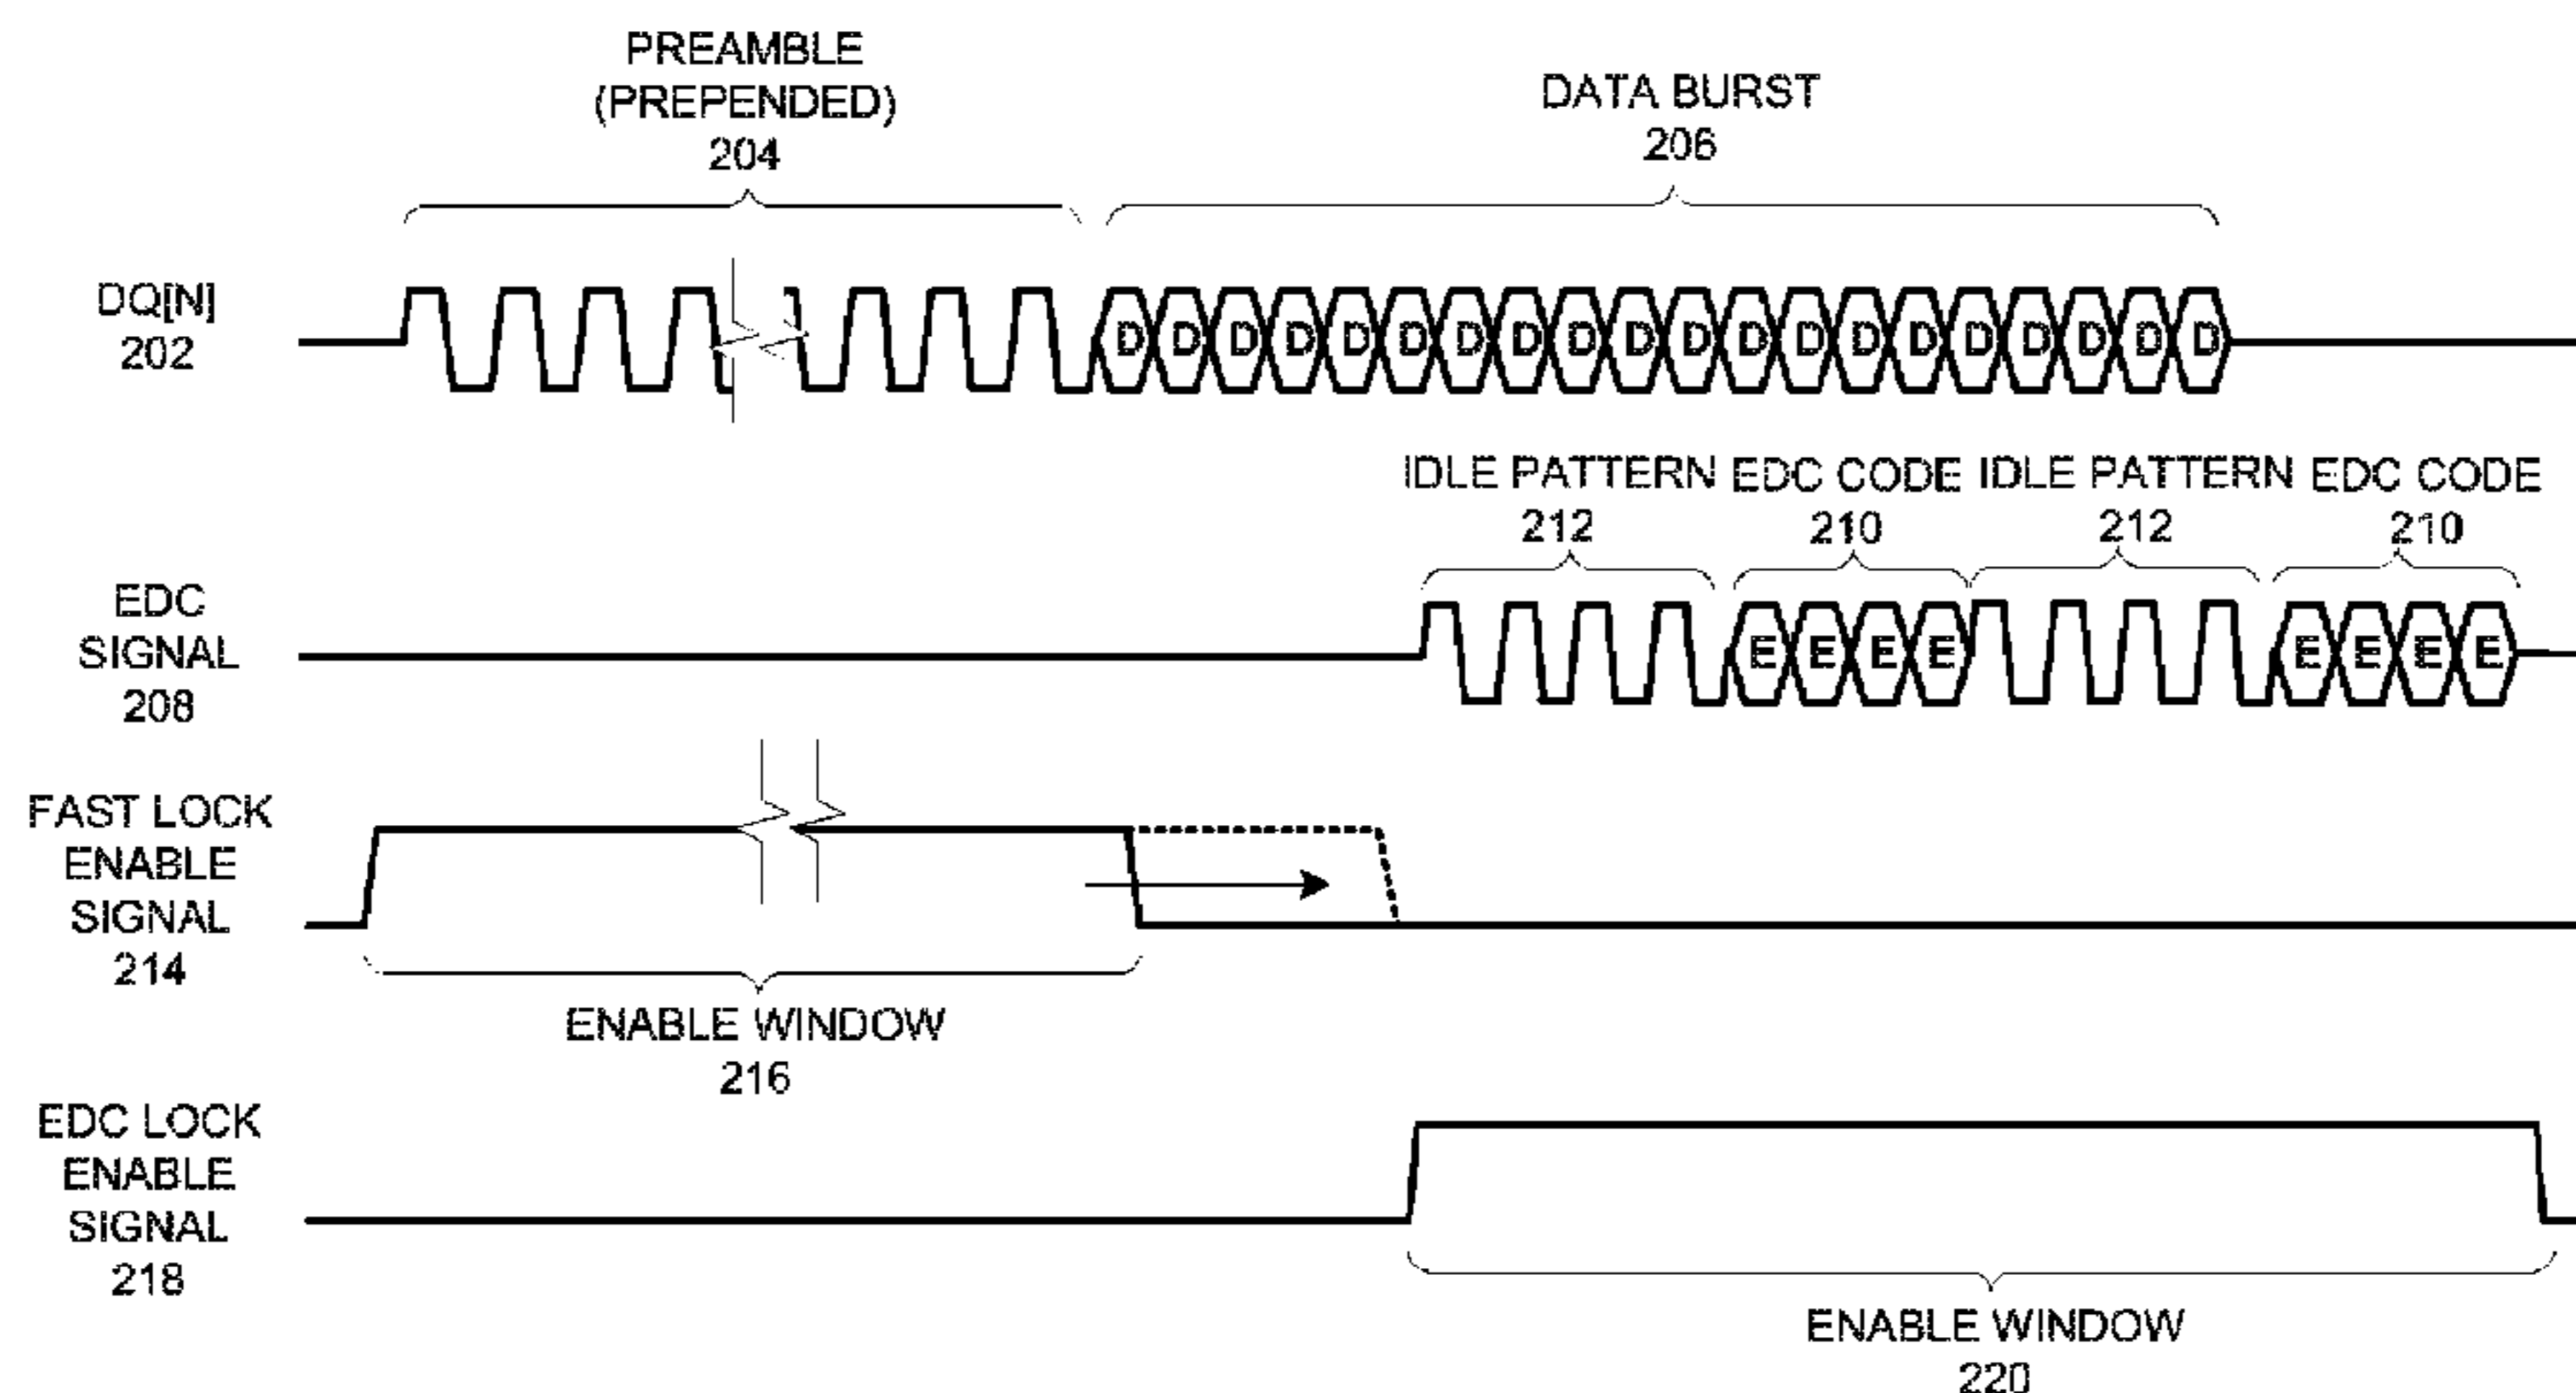 PREAMBLE
(PREPENDED)
204
DATA BURST
206
DQ[N]
202
D D D D D D D D D D D D D D D D D D D D
IDLE PATTERN EDC CODE IDLE PATTERN EDC CODE
212 210 212 210
EDC
SIGNAL
208
E E E E E E E E
FAST LOCK
ENABLE
SIGNAL
214
ENABLE WINDOW
216
EDC LOCK
ENABLE
SIGNAL
218
ENABLE WINDOW
220